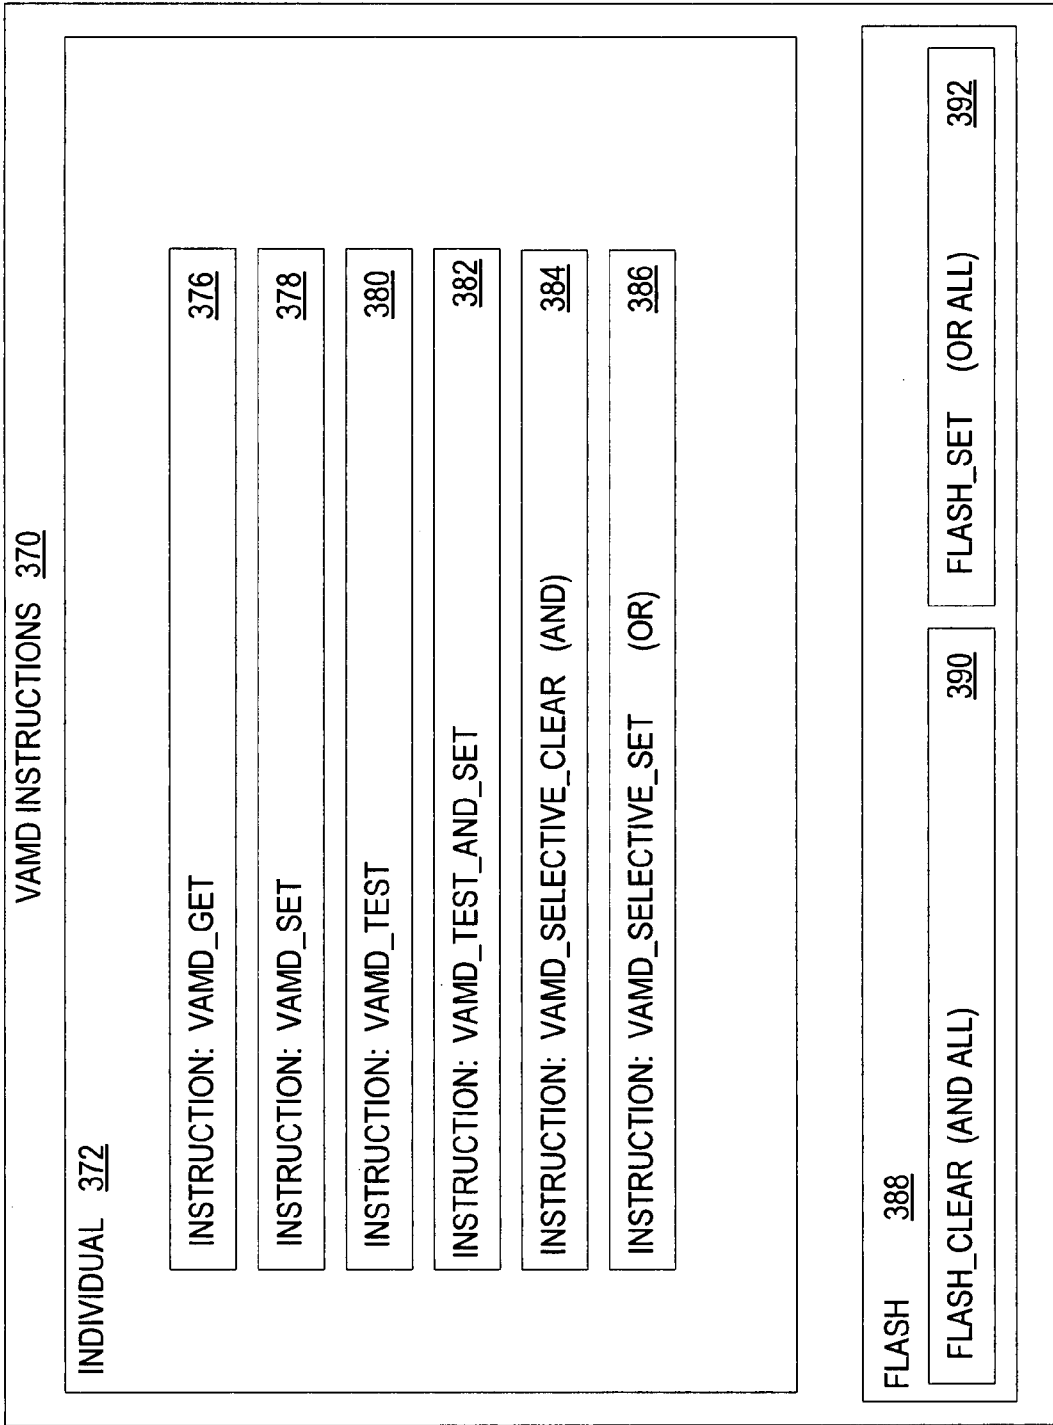 VAMD INSTRUCTIONS 370
INDIVIDUAL 372
INSTRUCTION: VAMD_GET 376
INSTRUCTION: VAMD_SET 378
INSTRUCTION: VAMD_TEST 380
INSTRUCTION: VAMD_TEST_AND_SET 382
INSTRUCTION: VAMD_SELECTIVE_CLEAR (AND) 384
INSTRUCTION: VAMD_SELECTIVE_SET (OR) 386
FLASH 388
FLASH_CLEAR (AND ALL) 390
FLASH_SET (OR ALL) 392